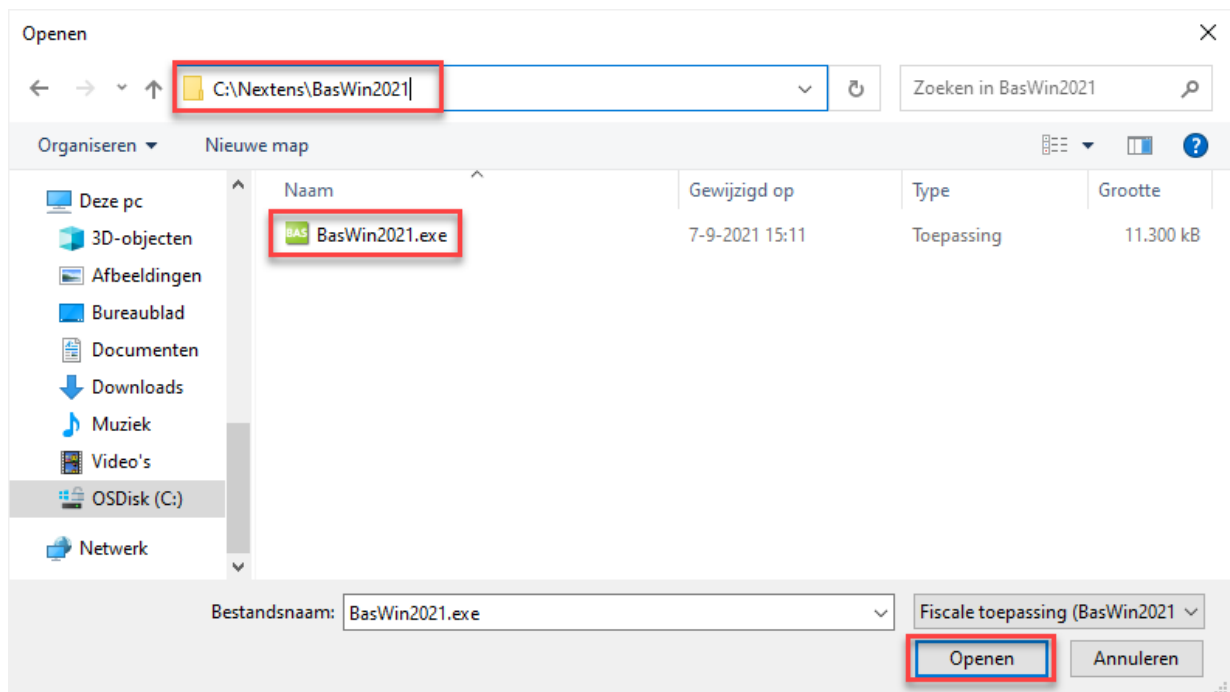 Openen
C:\Nextens\BasWin2021
Zoeken in BasWin2021
Organiseren
Nieuwe map
?
Naam
Gewijzigd op
Type
Grootte
Deze pc
3D-objecten
Afbeeldingen
Bureaublad
Documenten
Downloads
Muziek
Video's
OSDisk (C:)
Netwerk
BAS BasWin2021.exe
7-9-2021 15:11
Toepassing
11.300 kB
Bestandsnaam: BasWin2021.exe
Fiscale toepassing (BasWin2021
Openen
Annuleren